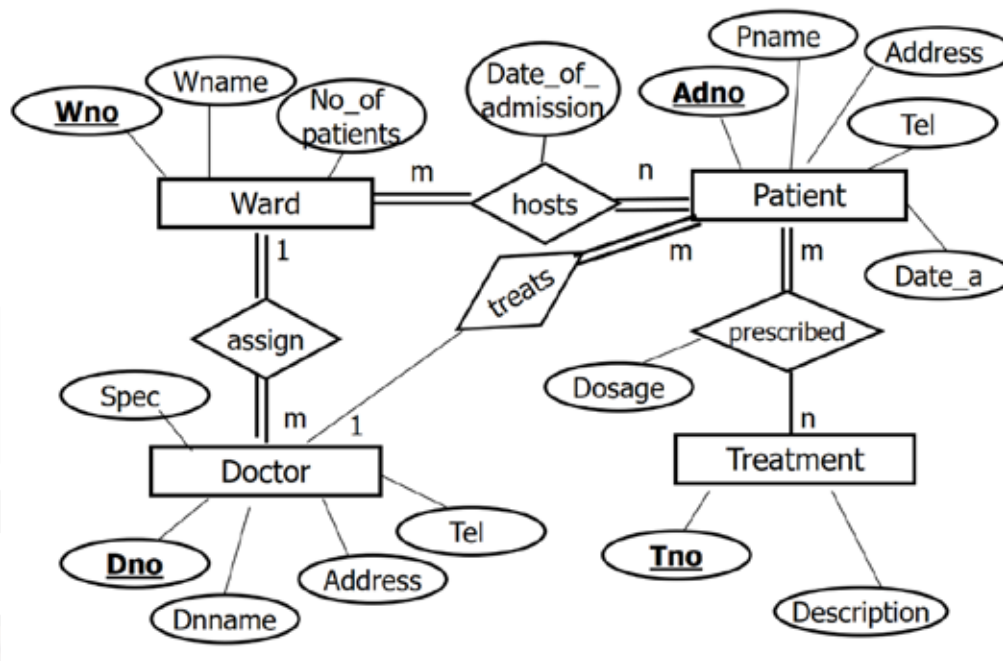 Pname
Address
Wname
Date_of_
admission
Wno
No_of
patients
Adno
Tel
m
n
Ward
hosts
Patient
1
m
m
treats
Date_a
assign
prescribed
Spec
Dosage
m
1
n
Doctor
Treatment
Tel
Dno
Address
Tno
Dnname
Description